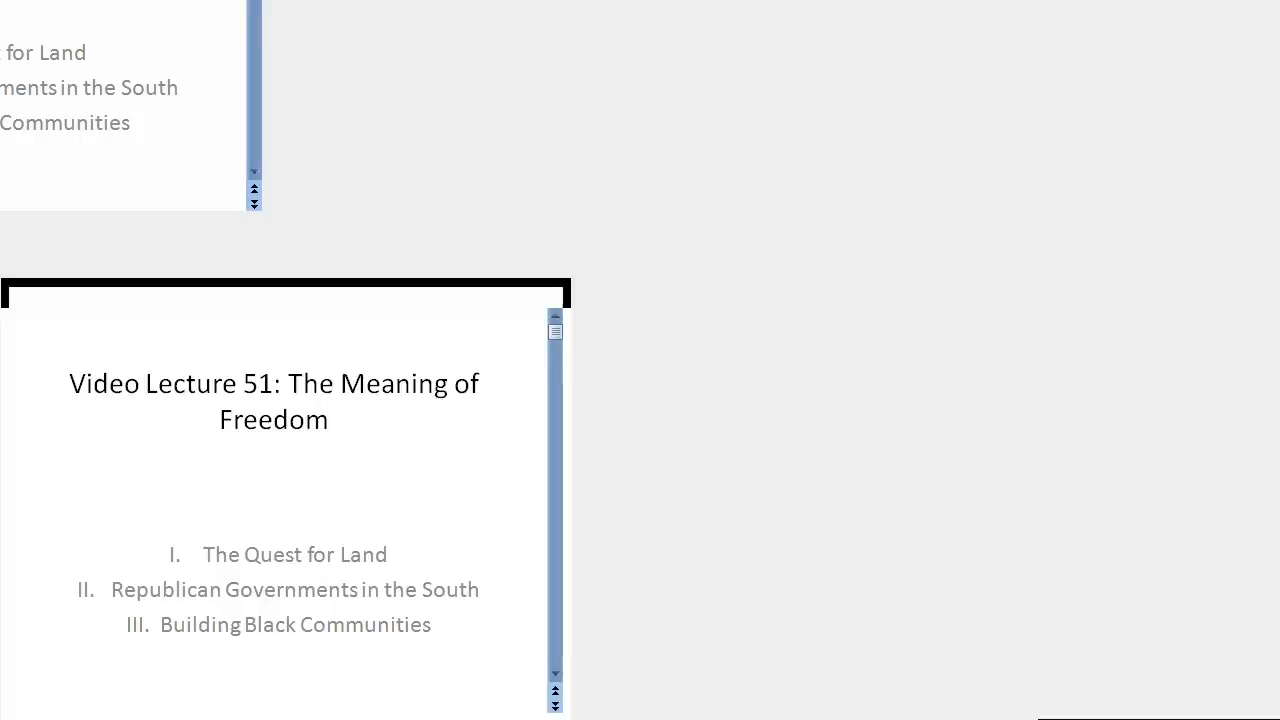 for Land
ments in the South
Communities
Video Lecture 51: The Meaning of
Freedom
I. The Quest for Land
II. Republican Governments in the South
III. Building Black Communities